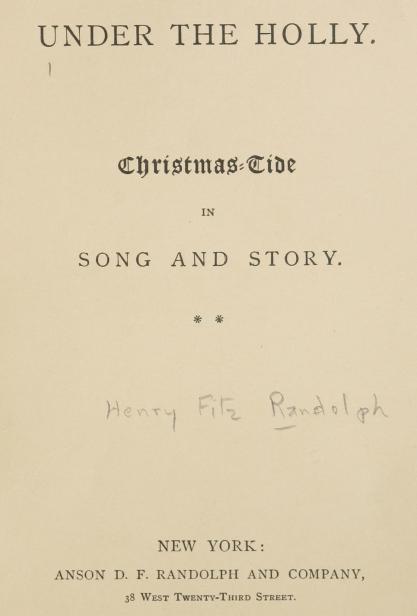 UNDER THE HOLLY.
Christmas=Tide
IN
SONG AND STORY.
* *
Henry Fitz Randolph
NEW YORK:
ANSON D. F. RANDOLPH AND COMPANY,
38 WEST TWENTY-THIRD STREET.